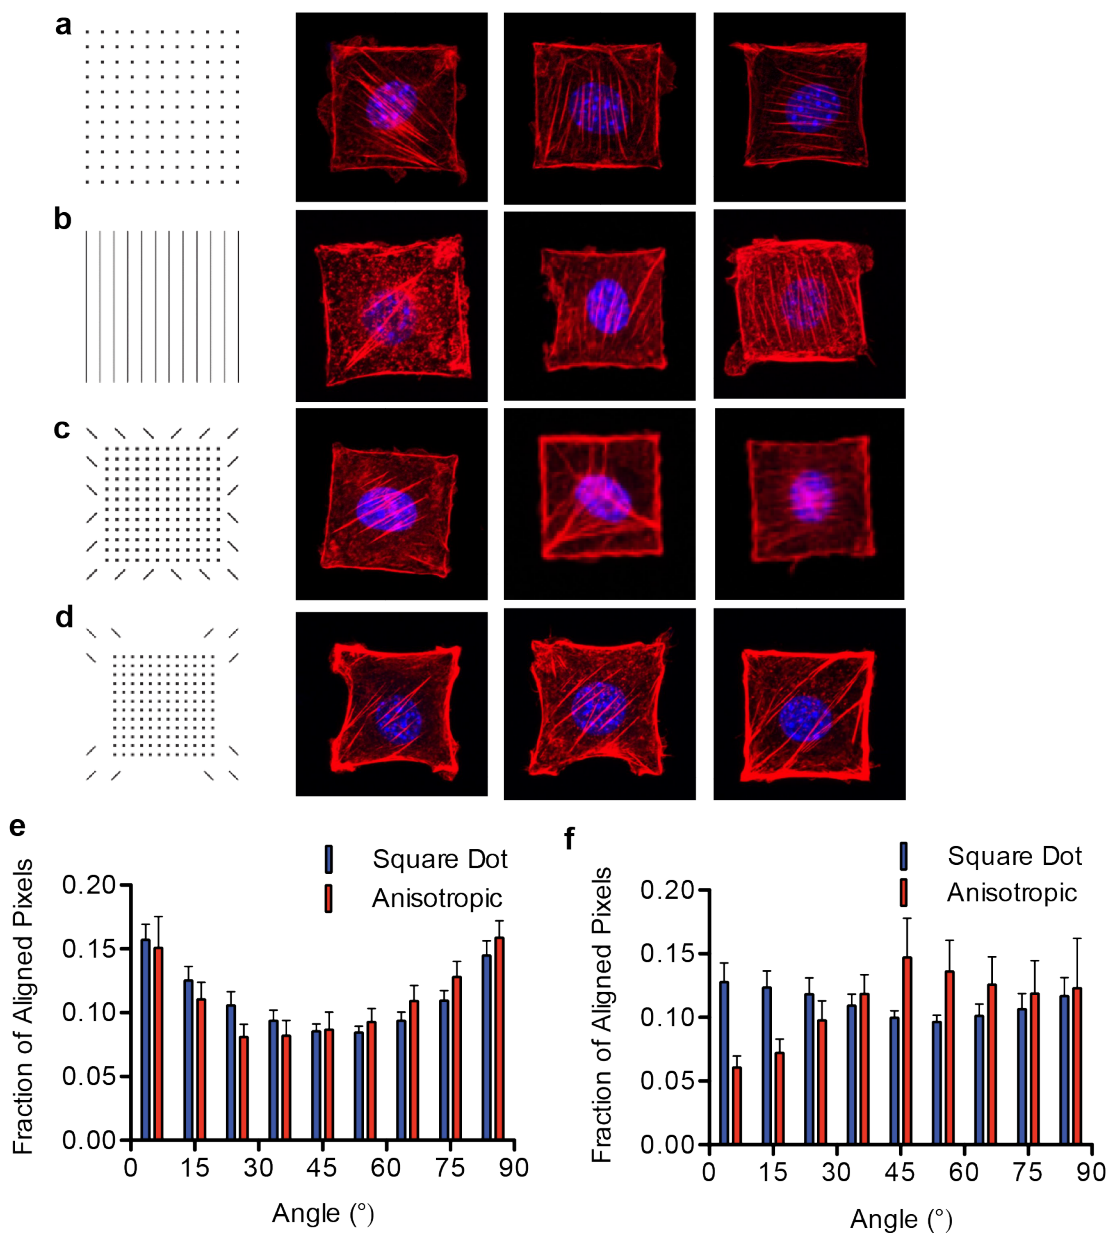 a
b
c
d
e
Square Dot
Anisotropic
Fraction of Aligned Pixels
0.20
0.15
0.10
0.05
0.00
0 15 30 45 60 75 90
Angle (°)
f
Square Dot
Anisotropic
Fraction of Aligned Pixels
0.20
0.15
0.10
0.05
0.00
0 15 30 45 60 75 90
Angle (°)